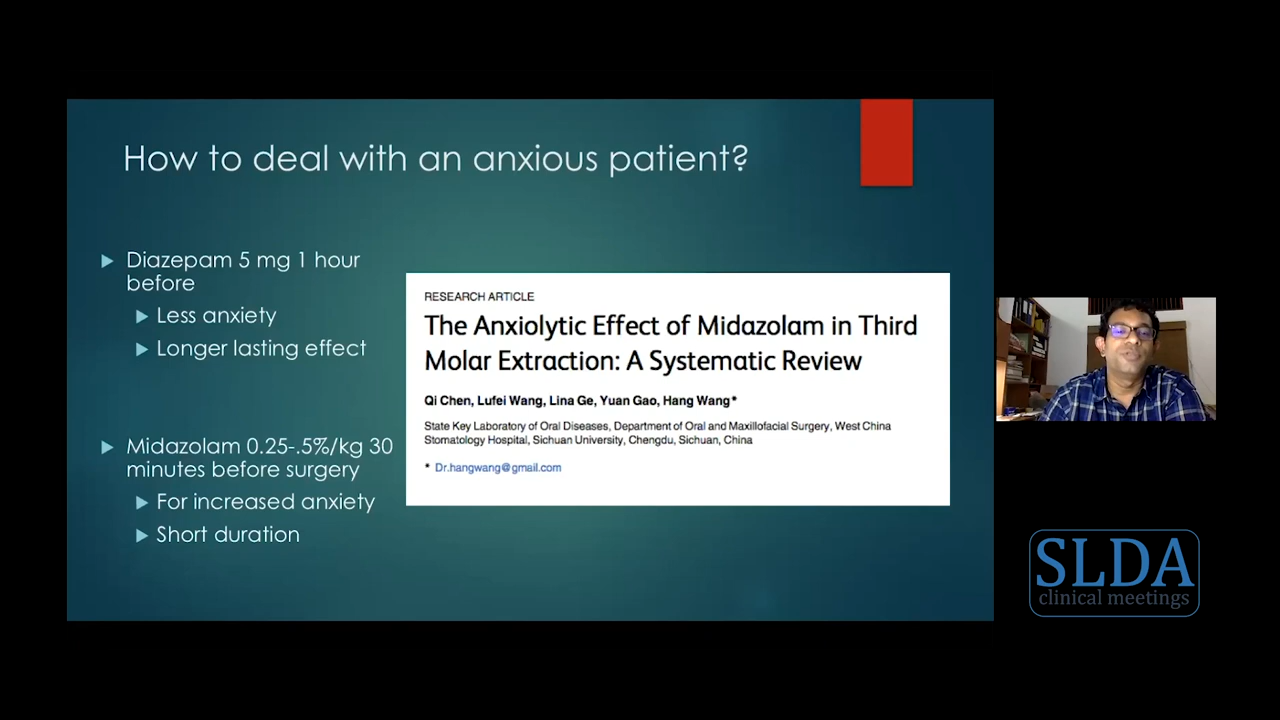 How to deal with an anxious patient?
Diazepam 5 mg 1 hour
before
Less anxiety
Longer lasting effect
Midazolam 0.25-.5%/kg 30
minutes before surgery
For increased anxiety
Short duration
RESEARCH ARTICLE
The Anxiolytic Effect of Midazolam in Third
Molar Extraction: A Systematic Review
Qi Chen, Lufei Wang, Lina Ge, Yuan Gao, Hang Wang*
State Key Laboratory of Oral Diseases, Department of Oral and Maxillofacial Surgery, West China
Stomatology Hospital, Sichuan University, Chengdu, Sichuan, China
* Dr.hangwang@gmail.com
SLDA
clinical meetings